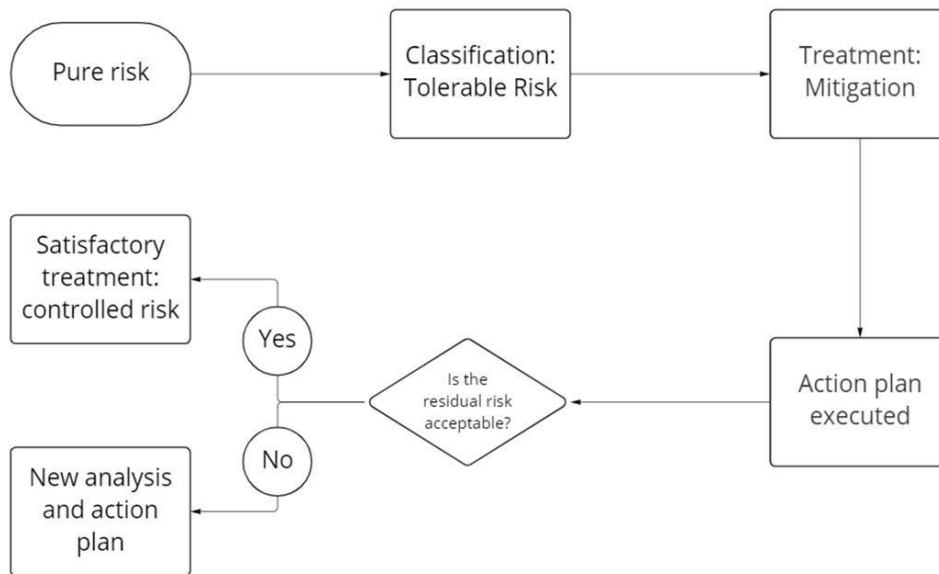 Pure risk
Classification:
Tolerable Risk
Treatment:
Mitigation
Satisfactory
treatment:
controlled risk
Yes
Is the
residual risk
acceptable?
Action plan
executed
No
New analysis
and action
plan